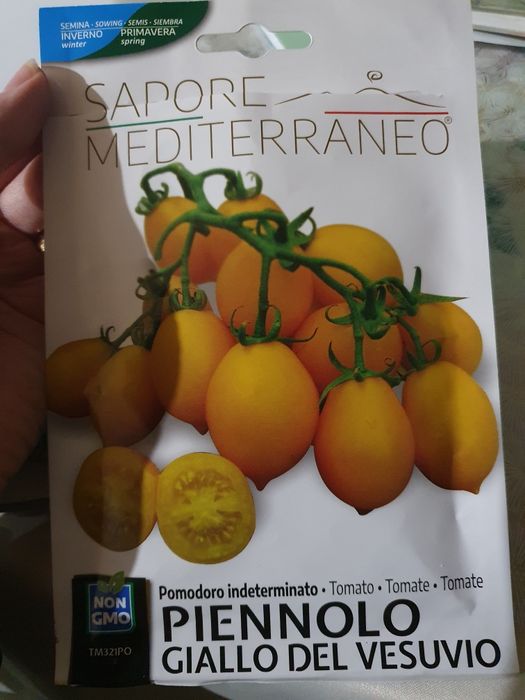 SEMINA · SOWING · SEMIS · SIEMBRA
INVERNO PRIMAVERA
winter spring
SAPORE
MEDITERRANEO®
Pomodoro indeterminato · Tomato · Tomate · Tomate
NON
GMO
PIENNOLO
TM321PO
GIALLO DEL VESUVIO